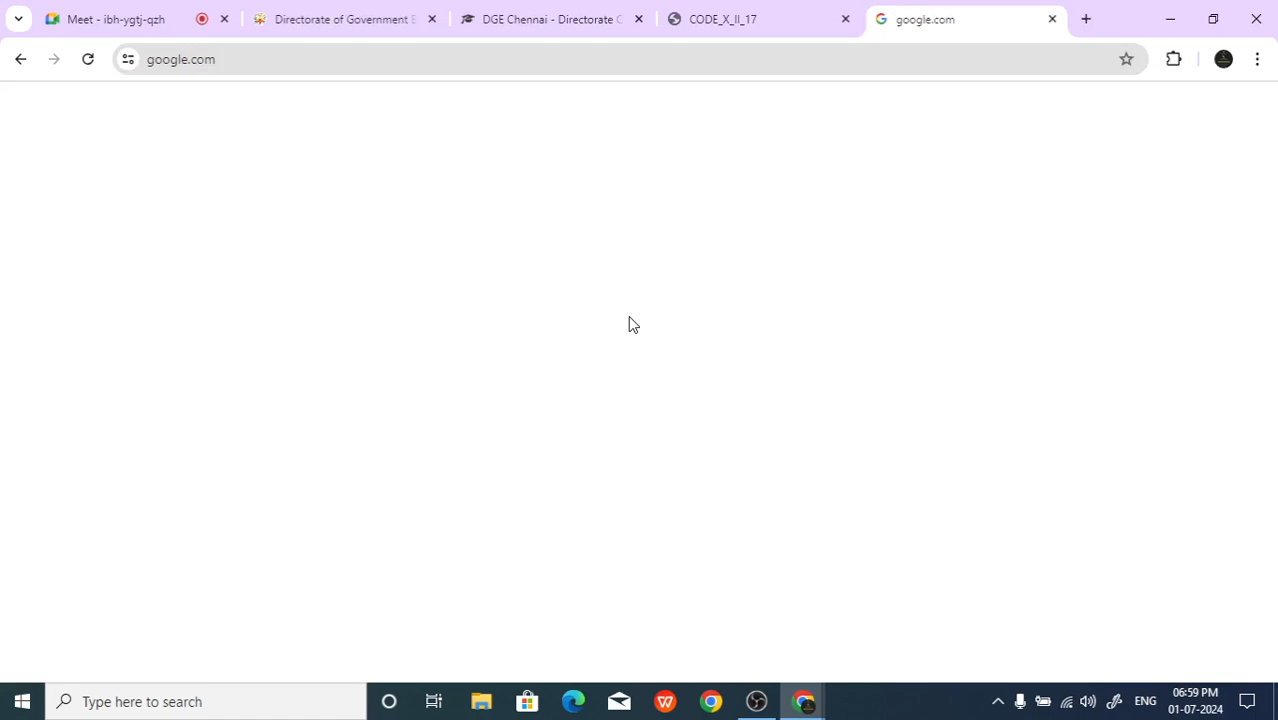 Meet - ibh-ygtj-qzh
Directorate of Government E
DGE Chennai - Directorate
CODE_X_II_17
google.com
google.com
Type here to search
ENG
06:59 PM
01-07-2024